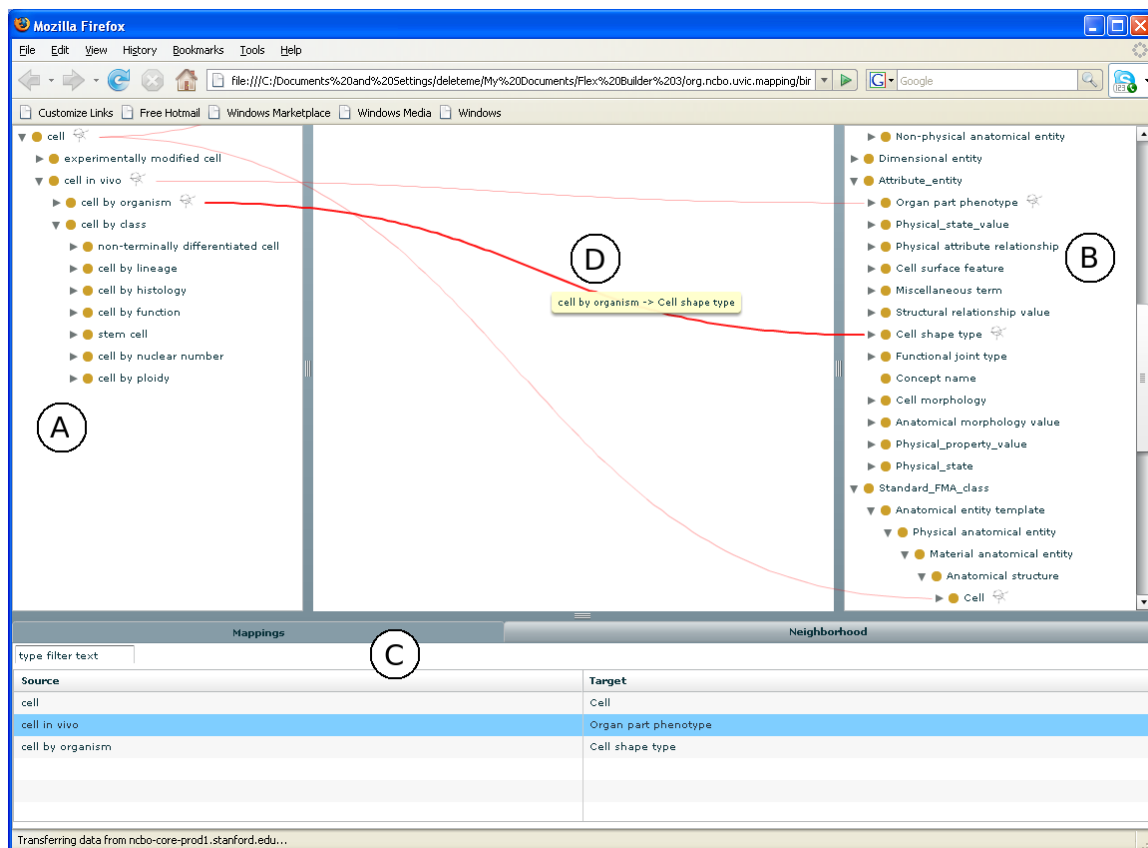 Mozilla Firefox
File Edit View History Bookmarks Tools Help
file:///C:/Documents%20and%20Settings/deleteme/My%20Documents/Flex%20Builder%203/org.ncbo.uvic.mapping/bir
G Google
Customize Links Free Hotmail Windows Marketplace Windows Media Windows
cell
experimentally modified cell
cell in vivo
cell by organism
cell by class
non-terminally differentiated cell
cell by lineage
cell by histology
cell by function
stem cell
cell by nuclear number
cell by ploidy
A
D
cell by organism -> Cell shape type
Non-physical anatomical entity
Dimensional entity
Attribute_entity
Organ part phenotype
Physical_state_value
Physical attribute relationship
B
Cell surface feature
Miscellaneous term
Structural relationship value
Cell shape type
Functional joint type
Concept name
Cell morphology
Anatomical morphology value
Physical_property_value
Physical_state
Standard_FMA_class
Anatomical entity template
Physical anatomical entity
Material anatomical entity
Anatomical structure
Cell
Mappings Neighborhood
C
type filter text
Source Target
cell Cell
cell in vivo Organ part phenotype
cell by organism Cell shape type
Transferring data from ncbo-core-prod1.stanford.edu...